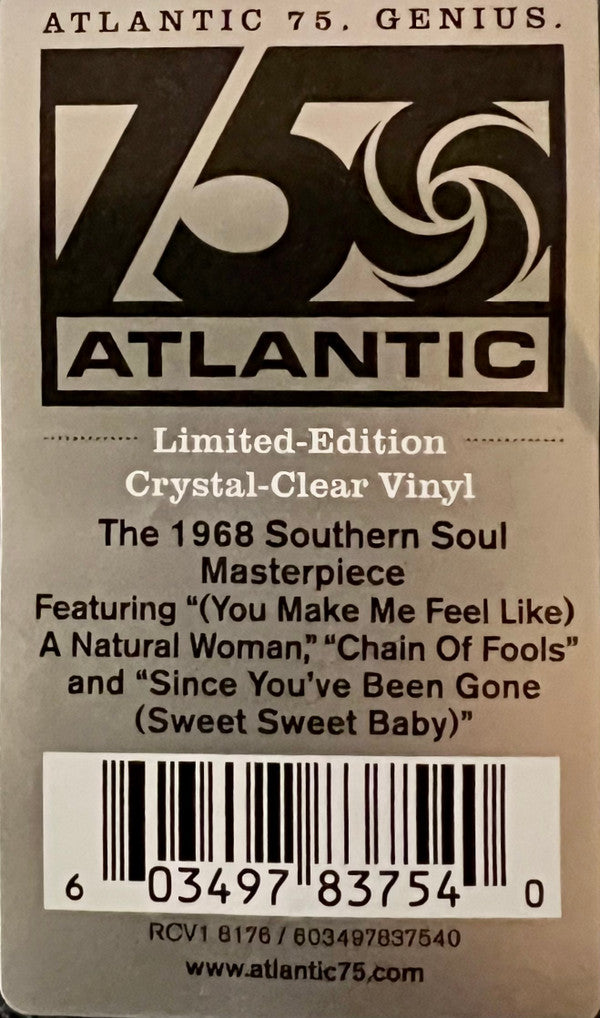 ATLANTIC 75. GENIUS.
75
ATLANTIC
Limited-Edition
Crystal-Clear Vinyl
The 1968 Southern Soul
Masterpiece
Featuring “(You Make Me Feel Like)
A Natural Woman,” “Chain Of Fools”
and “Since You've Been Gone
(Sweet Sweet Baby)”
6 03497 83754 0
RCV1 8176 / 603497837540
www.atlantic75.com